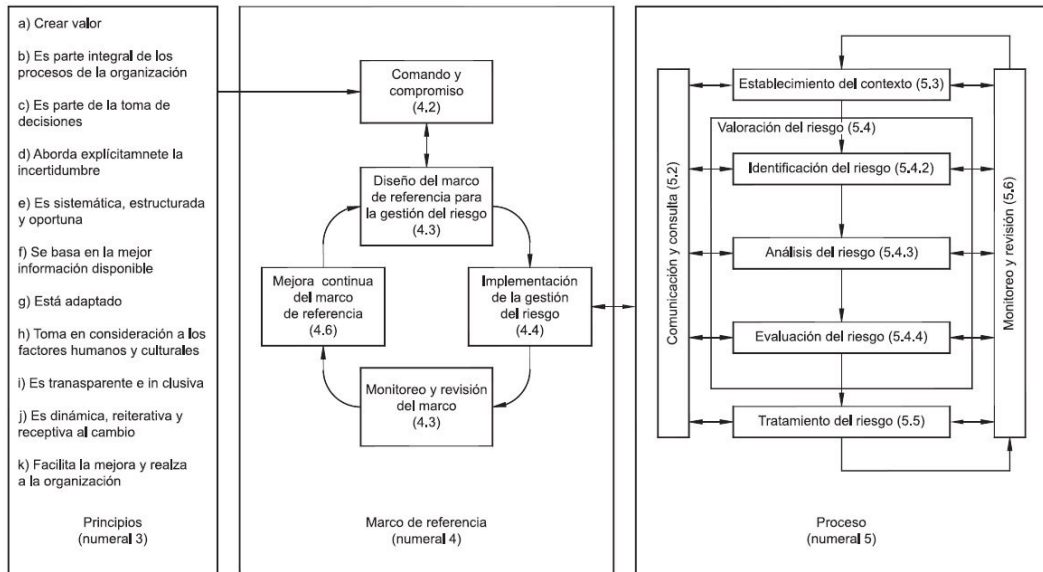 a) Crear valor
b) Es parte integral de los
procesos de la organización
c) Es parte de la toma de
decisiones
d) Aborda explícitamnete la
incertidumbre
e) Es sistemática, estructurada
y oportuna
f) Se basa en la mejor
información disponible
g) Está adaptado
h) Toma en consideración a los
factores humanos y culturales
i) Es tranasparente e in clusiva
j) Es dinámica, reiterativa y
receptiva al cambio
k) Facilita la mejora y realza
a la organización
Principios
(numeral 3)
Comando y
compromiso
(4.2)
Diseño del marco
de referencia para
la gestión del riesgo
(4.3)
Mejora continua
del marco
de referencia
(4.6)
Implementación
de la gestión
del riesgo
(4.4)
Monitoreo y revisión
del marco
(4.3)
Marco de referencia
(numeral 4)
Comunicación y consulta (5.2)
Establecimiento del contexto (5.3)
Valoración del riesgo (5.4)
Identificación del riesgo (5.4.2)
Análisis del riesgo (5.4.3)
Evaluación del riesgo (5.4.4)
Tratamiento del riesgo (5.5)
Monitoreo y revisión (5.6)
Proceso
(numeral 5)